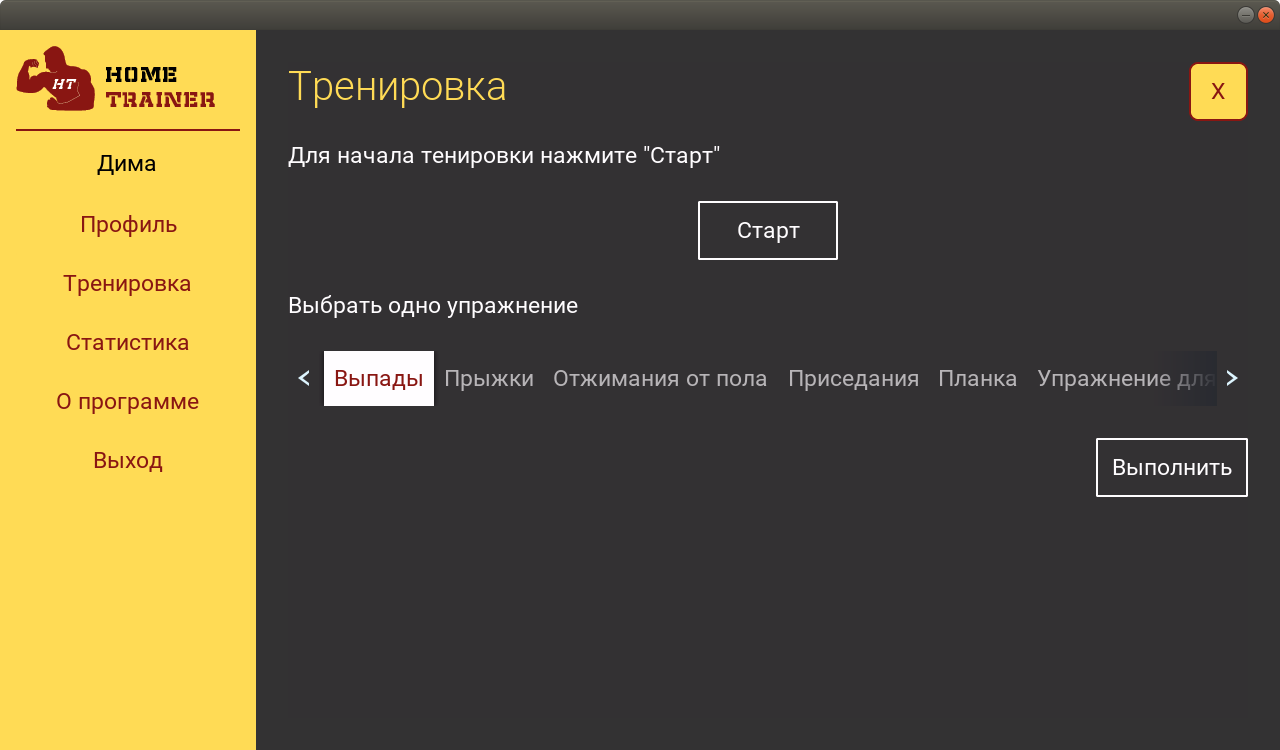 HT
HOME
TRAINER
Дима
Профиль
Тренировка
Статистика
О программе
Выход
Тренировка
X
Для начала тенировки нажмите "Старт"
Старт
Выбрать одно упражнение
< Выпады Прыжки Отжимания от пола Приседания Планка Упражнение для >
Выполнить